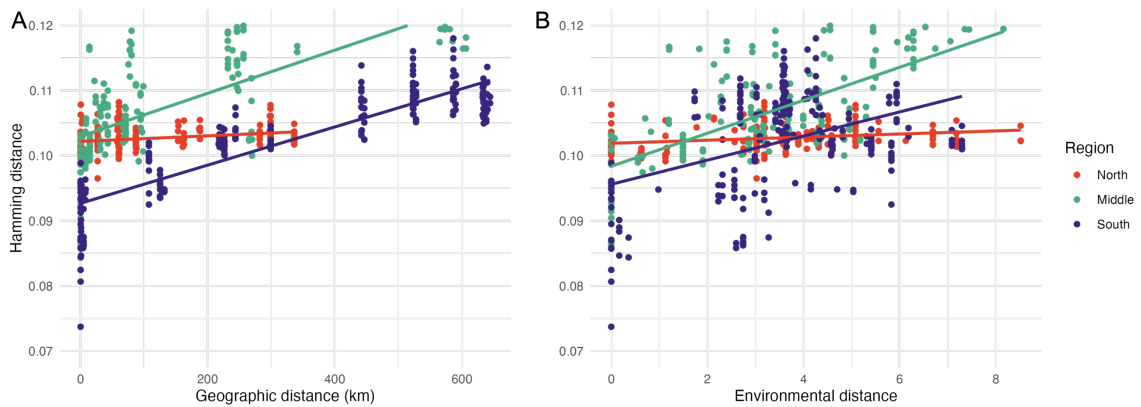 A
B
Hamming distance
0.12
0.11
0.10
0.09
0.08
0.07
0
200
400
600
Geographic distance (km)
0.12
0.11
0.10
0.09
0.08
0.07
0
2
4
6
8
Environmental distance
Region
North
Middle
South